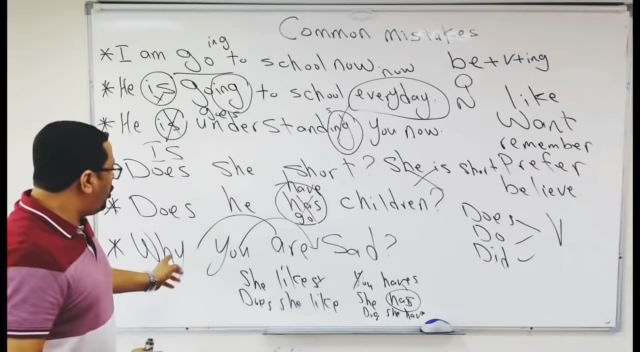 Common mistakes
* I am going to school now now be+v+ing
* He is going to school everyday.
goes
like
* He is understanding you now
Want
IS
remember
* Does she short? She is short
Prefer
have
believe
* Does he has children?
go
Does
Do V
Did
* Why you are sad?
She likes
You haves
Does she like
She has
Does she have